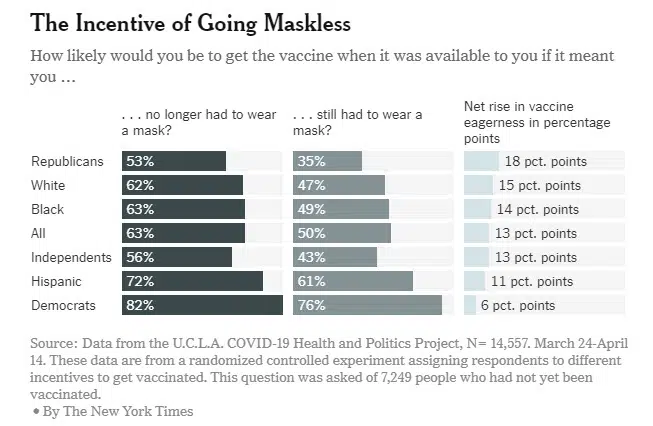 The Incentive of Going Maskless
How likely would you be to get the vaccine when it was available to you if it meant
you ...
. . . no longer had to wear
a mask?
. . . still had to wear a
mask?
Net rise in vaccine
eagerness in percentage
points
Republicans 53% 35% 18 pct. points
White 62% 47% 15 pct. points
Black 63% 49% 14 pct. points
All 63% 50% 13 pct. points
Independents 56% 43% 13 pct. points
Hispanic 72% 61% 11 pct. points
Democrats 82% 76% 6 pct. points
Source: Data from the U.C.L.A. COVID-19 Health and Politics Project, N= 14,557. March 24-April
14. These data are from a randomized controlled experiment assigning respondents to different
incentives to get vaccinated. This question was asked of 7,249 people who had not yet been
vaccinated.
• By The New York Times